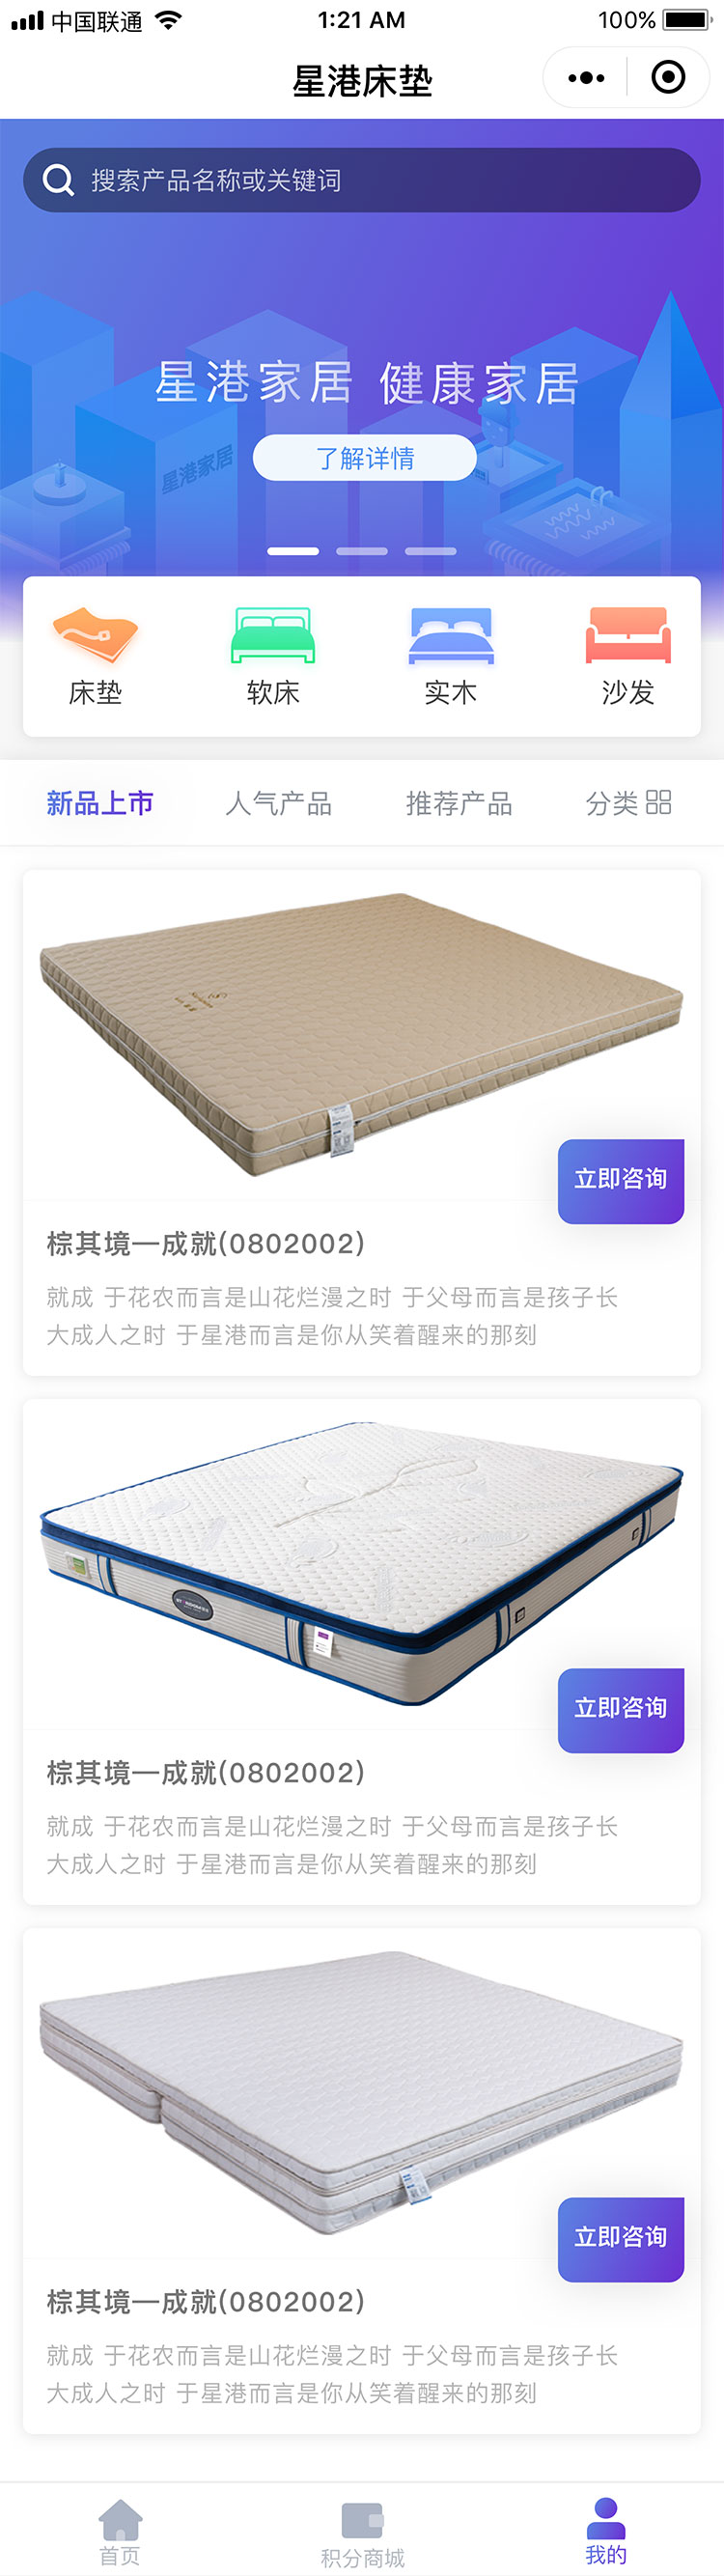 中国联通
1:21 AM
100%
星港床垫
搜索产品名称或关键词
星港家居 健康家居
星港家居
了解详情
床垫
软床
实木
沙发
新品上市
人气产品
推荐产品
分类
立即咨询
棕其境—成就(0802002)
就成 于花农而言是山花烂漫之时 于父母而言是孩子长
大成人之时 于星港而言是你从笑着醒来的那刻
立即咨询
棕其境—成就(0802002)
就成 于花农而言是山花烂漫之时 于父母而言是孩子长
大成人之时 于星港而言是你从笑着醒来的那刻
立即咨询
棕其境—成就(0802002)
就成 于花农而言是山花烂漫之时 于父母而言是孩子长
大成人之时 于星港而言是你从笑着醒来的那刻
首页
积分商城
我的